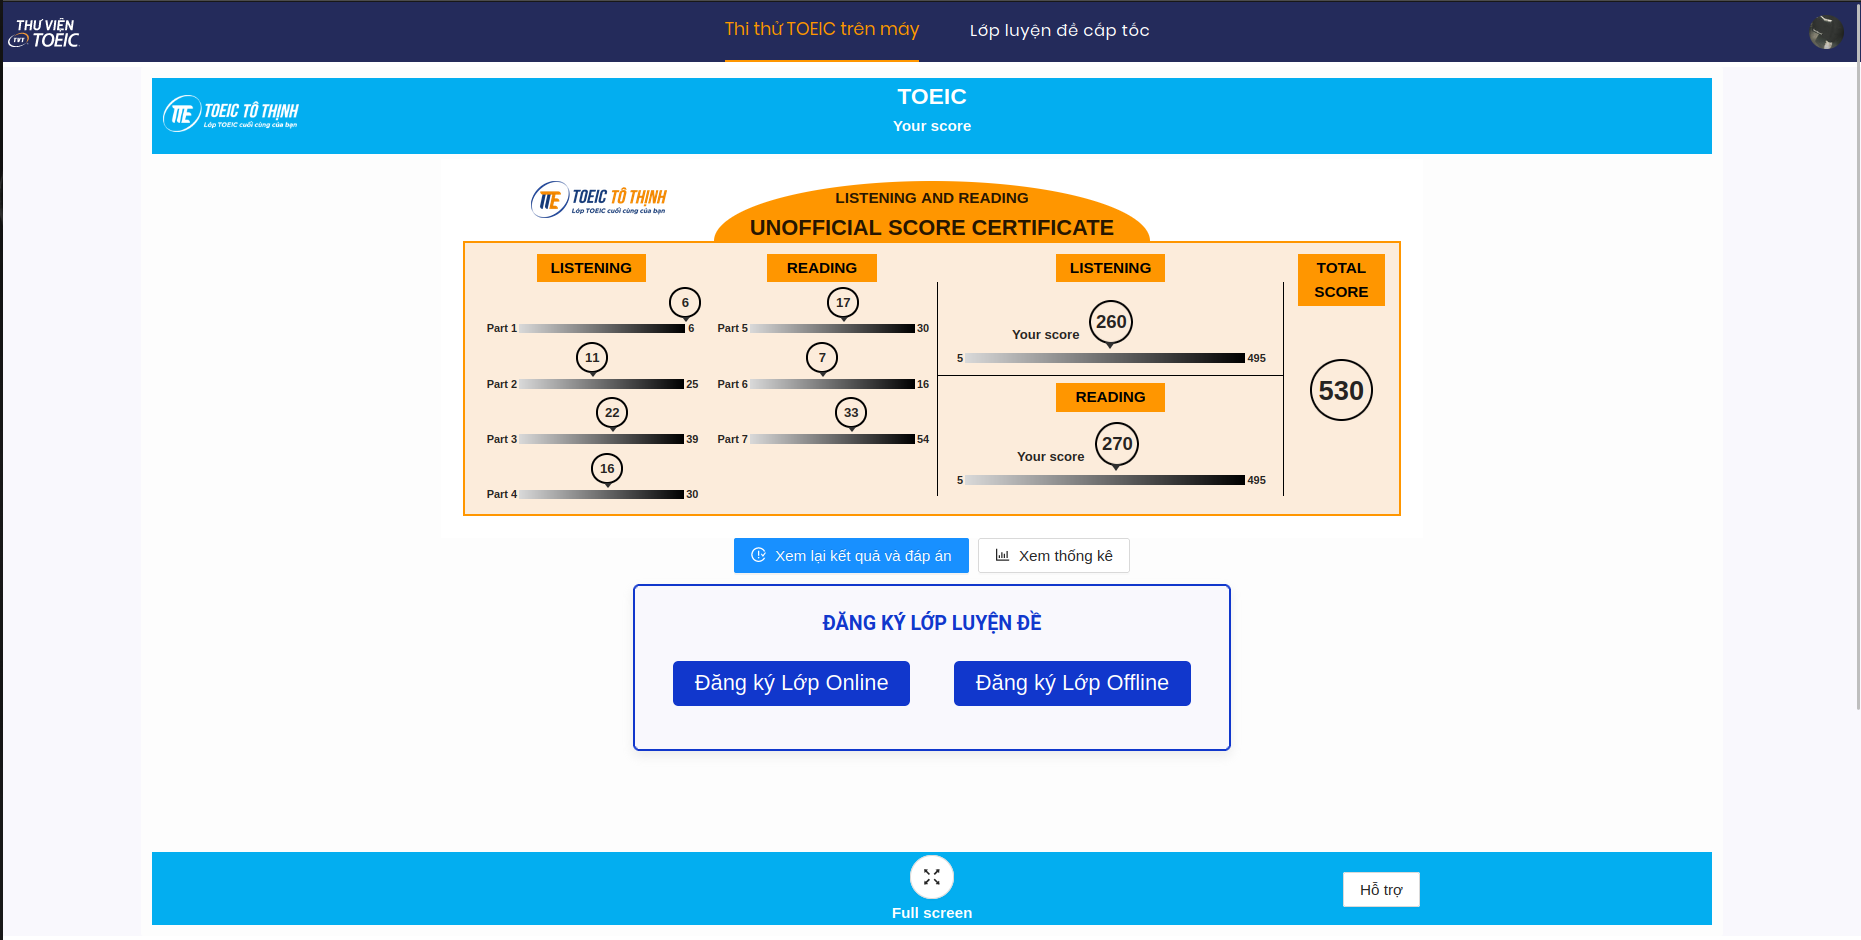 THƯ VIỆN
TVT TOEIC
Thi thử TOEIC trên máy
Lớp luyện đề cấp tốc
TOEIC TÔ THỊNH
Lớp TOEIC cuối cùng của bạn
TOEIC
Your score
TOEIC TÔ THỊNH
Lớp TOEIC cuối cùng của bạn
LISTENING AND READING
UNOFFICIAL SCORE CERTIFICATE
LISTENING
6
Part 1 6
11
Part 2 25
22
Part 3 39
16
Part 4 30
READING
17
Part 5 30
7
Part 6 16
33
Part 7 54
LISTENING
Your score 260
5 495
READING
Your score 270
5 495
TOTAL
SCORE
530
Xem lại kết quả và đáp án
Xem thống kê
ĐĂNG KÝ LỚP LUYỆN ĐỀ
Đăng ký Lớp Online
Đăng ký Lớp Offline
Full screen
Hỗ trợ